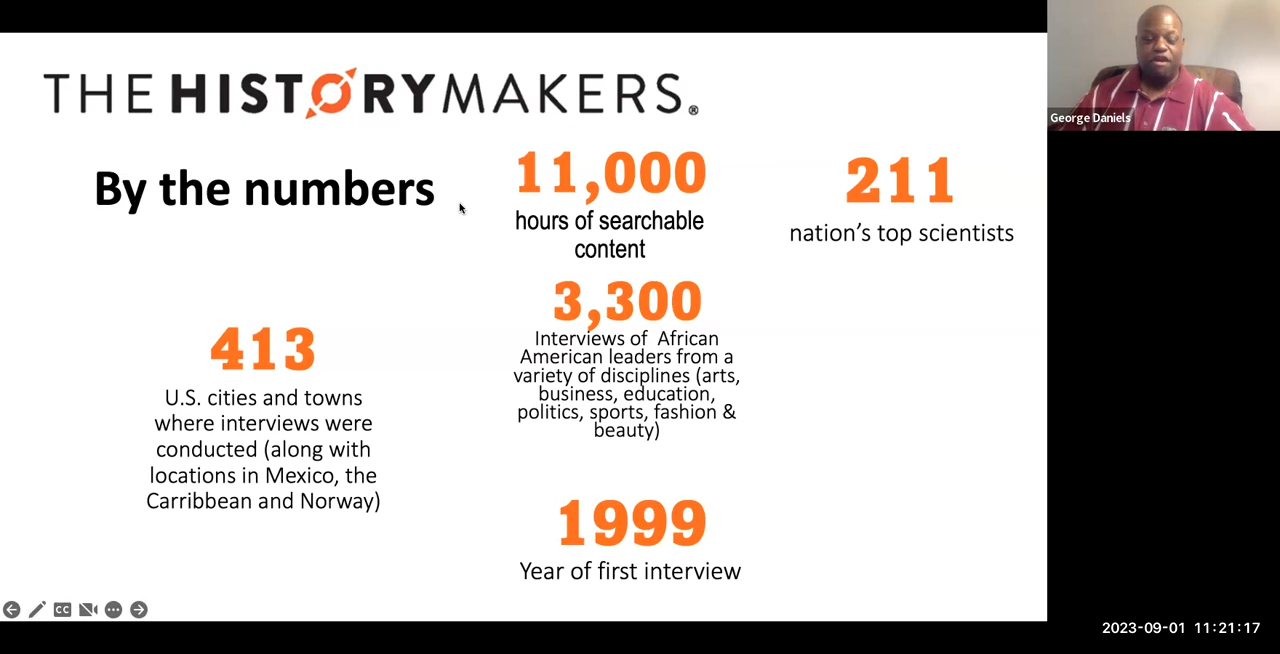 THE HISTORYMAKERS®
By the numbers
11,000
hours of searchable
content
211
nation's top scientists
3,300
Interviews of African
American leaders from a
variety of disciplines (arts,
business, education,
politics, sports, fashion &
beauty)
413
U.S. cities and towns
where interviews were
conducted (along with
locations in Mexico, the
Carribbean and Norway)
1999
Year of first interview
CC
George Daniels
2023-09-01 11:21:17